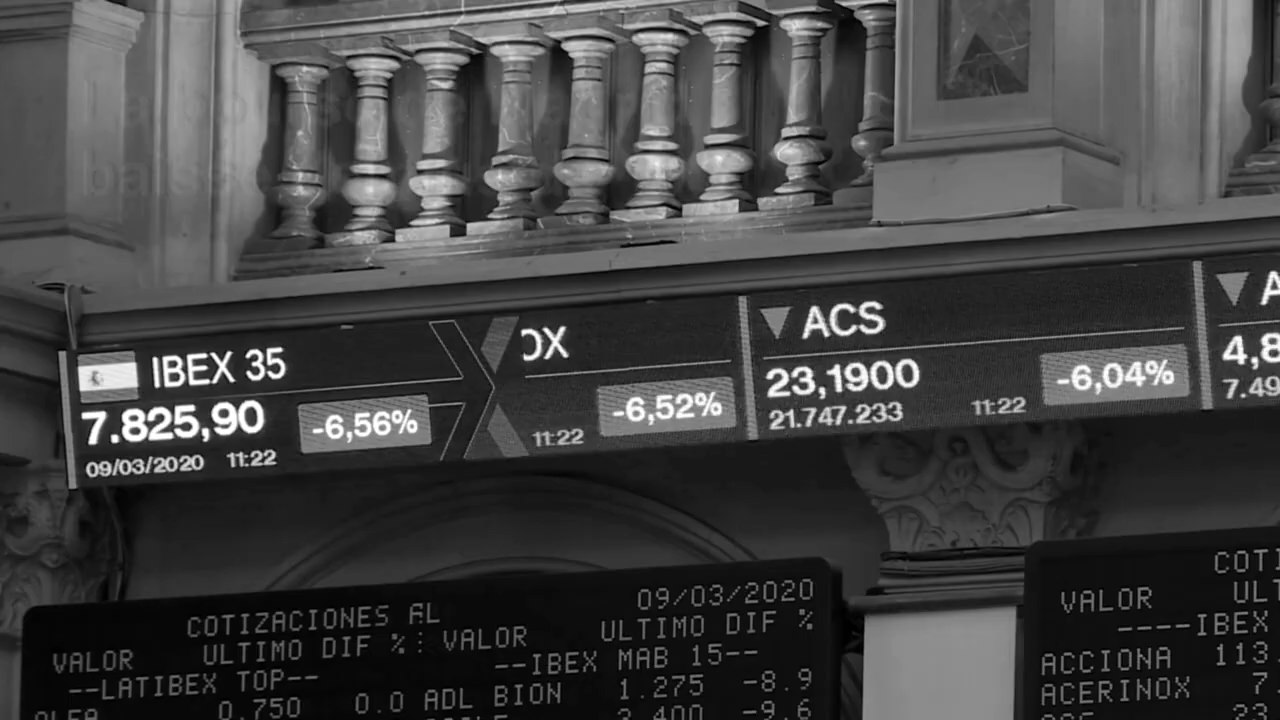 IBEX 35
7.825,90 -6,56%
09/03/2020 11:22
OX
-6,52%
11:22
ACS
23,1900 -6,04%
21.747.233 11:22
A
4,8
7.49
COTIZACIONES AL 09/03/2020
VALOR ULTIMO DIF % VALOR ULTIMO DIF %
--LATIBEX TOP-- --IBEX MAB 15--
0.750 0.0 ADL BION 1.275 -8.9
3.400 -9.6
COTI
VALOR ULT
----IBEX
ACCIONA 113
ACERINOX 7